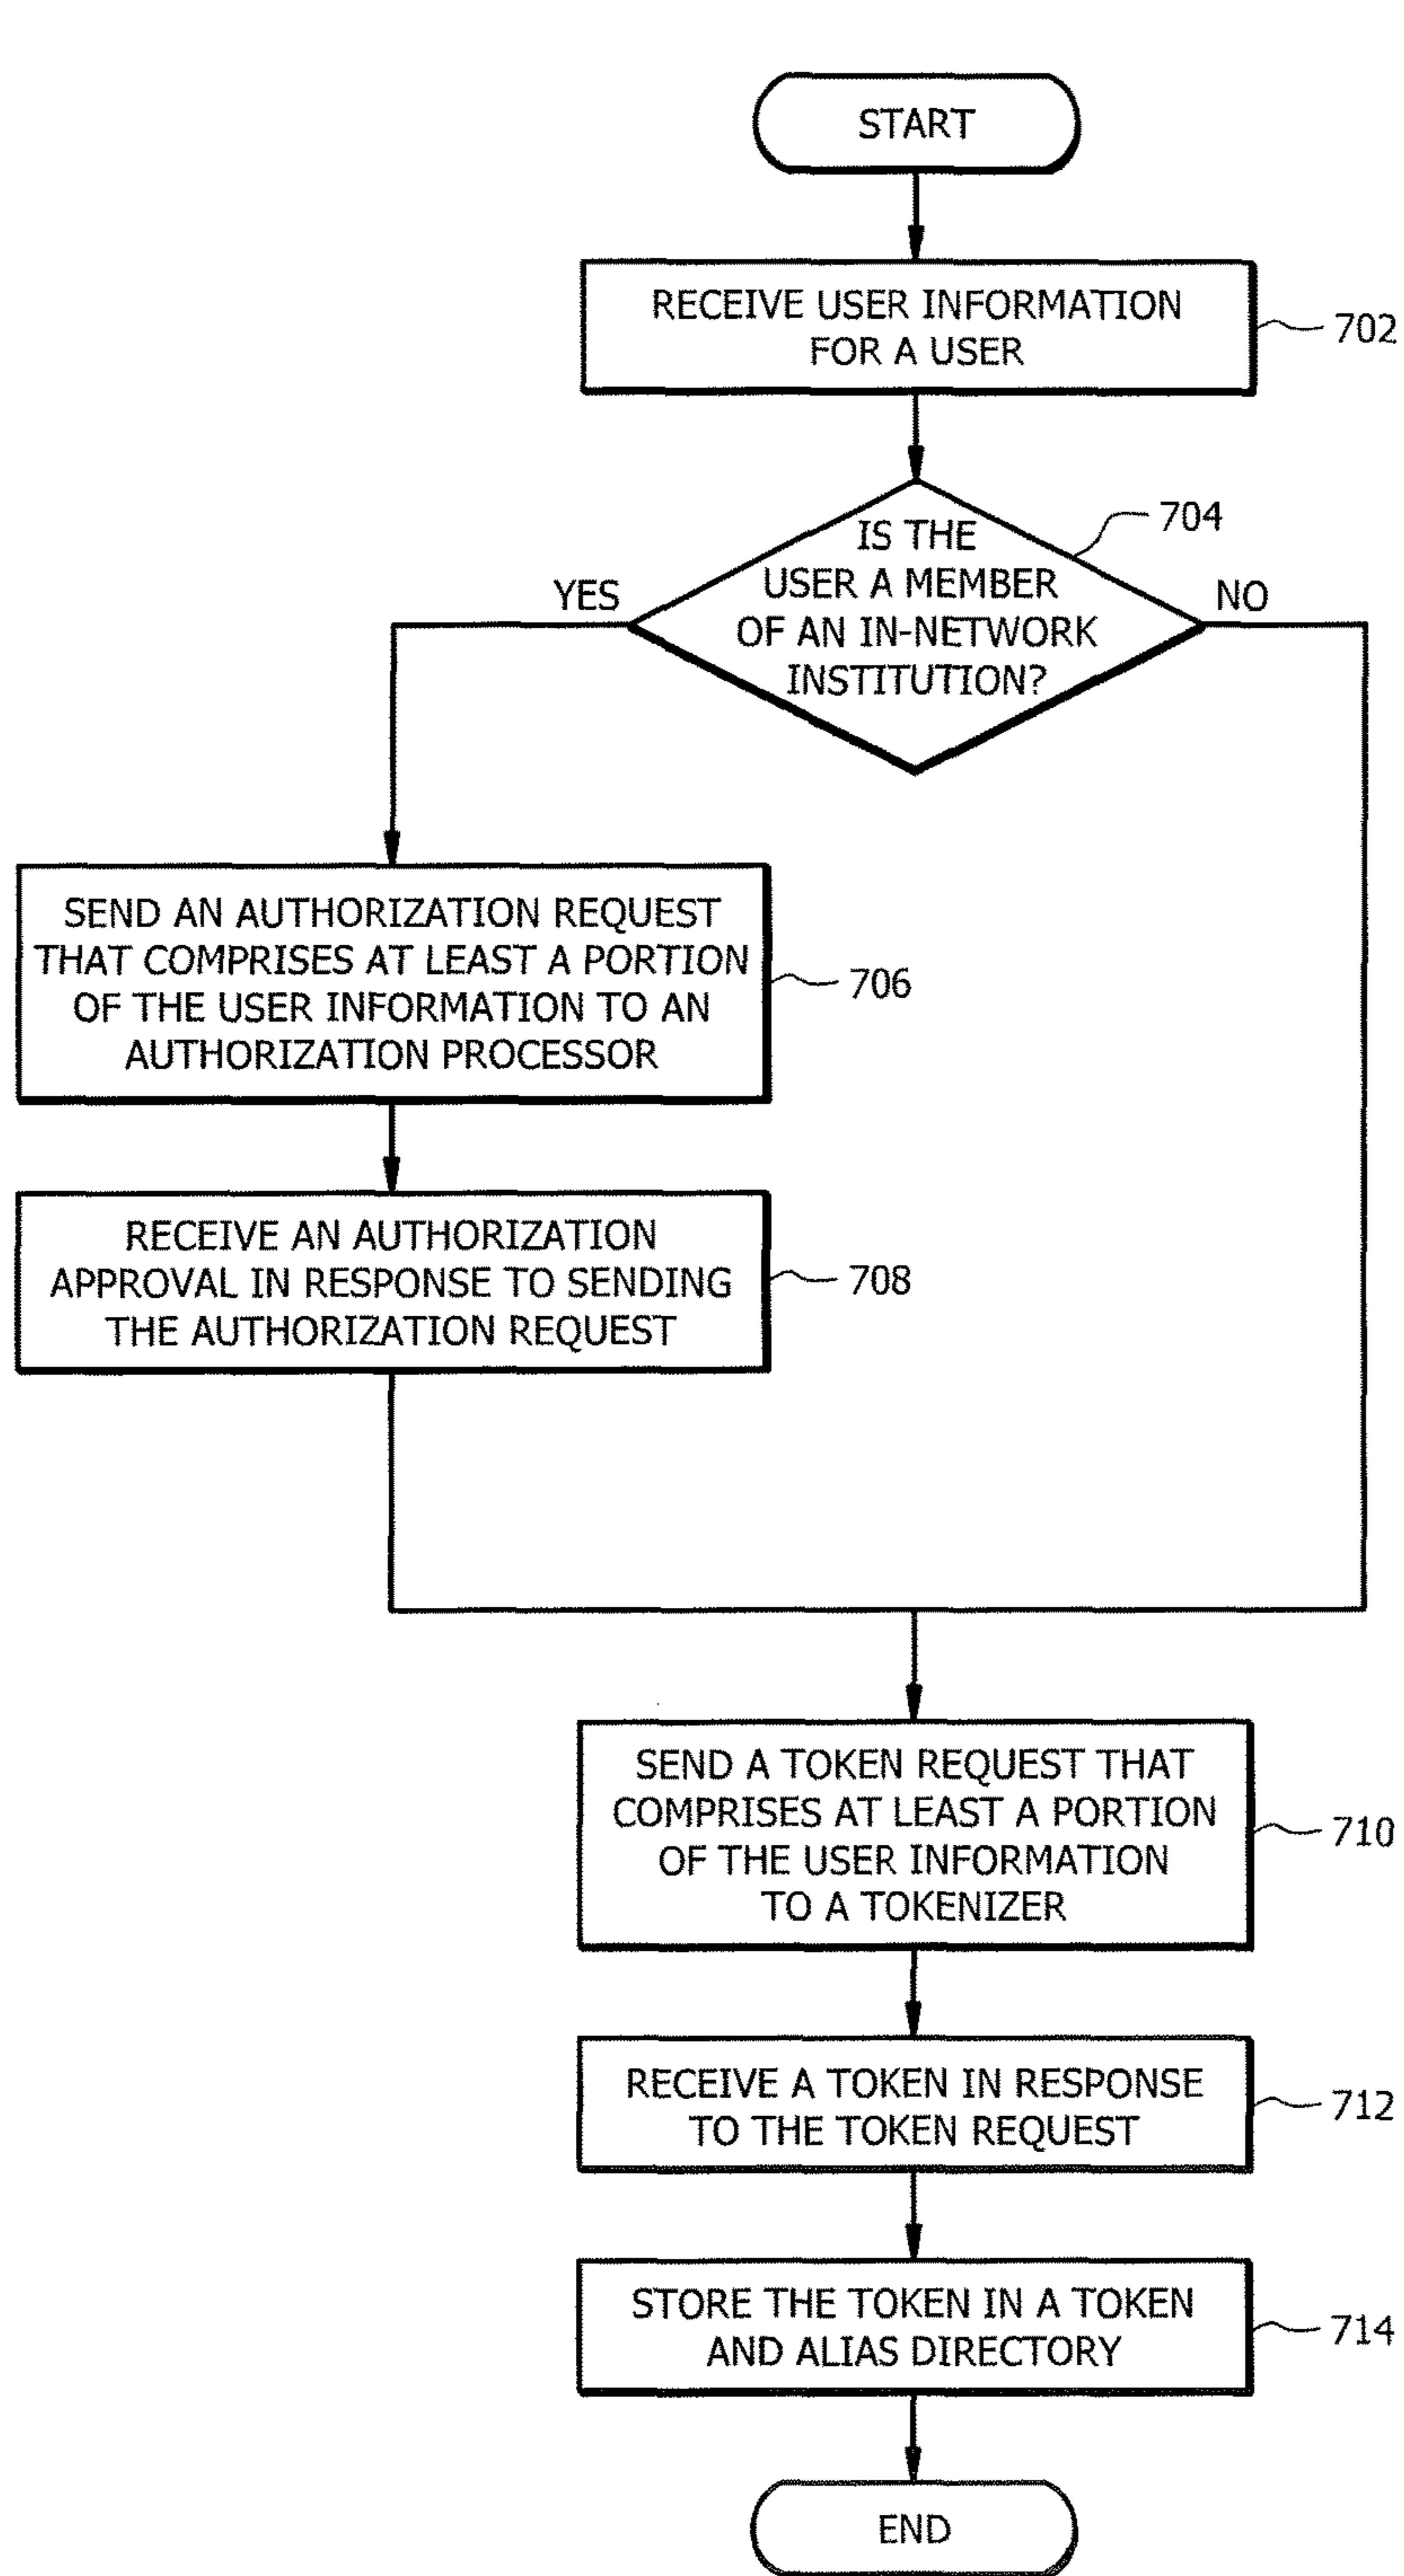 START
RECEIVE USER INFORMATION
FOR A USER
702
IS THE
USER A MEMBER
OF AN IN-NETWORK
INSTITUTION?
704
YES
NO
SEND AN AUTHORIZATION REQUEST
THAT COMPRISES AT LEAST A PORTION
OF THE USER INFORMATION TO AN
AUTHORIZATION PROCESSOR
706
RECEIVE AN AUTHORIZATION
APPROVAL IN RESPONSE TO SENDING
THE AUTHORIZATION REQUEST
708
SEND A TOKEN REQUEST THAT
COMPRISES AT LEAST A PORTION
OF THE USER INFORMATION
TO A TOKENIZER
710
RECEIVE A TOKEN IN RESPONSE
TO THE TOKEN REQUEST
712
STORE THE TOKEN IN A TOKEN
AND ALIAS DIRECTORY
714
END